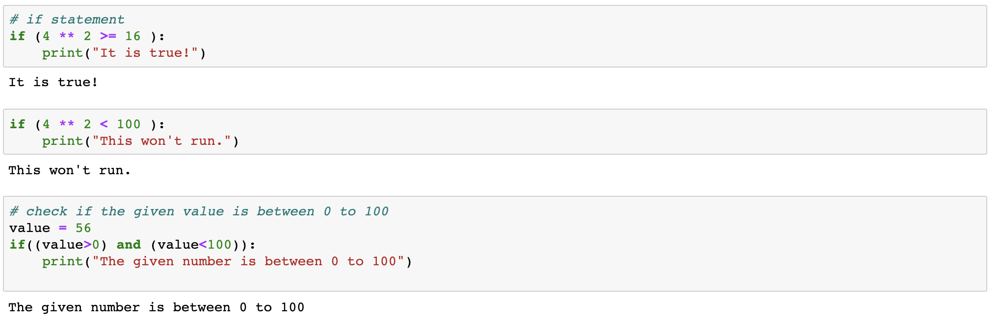 # if statement
if (4 ** 2 >= 16 ):
    print("It is true!")
It is true!
if (4 ** 2 < 100 ):
    print("This won't run.")
This won't run.
# check if the given value is between 0 to 100
value = 56
if((value>0) and (value<100)):
    print("The given number is between 0 to 100")
The given number is between 0 to 100